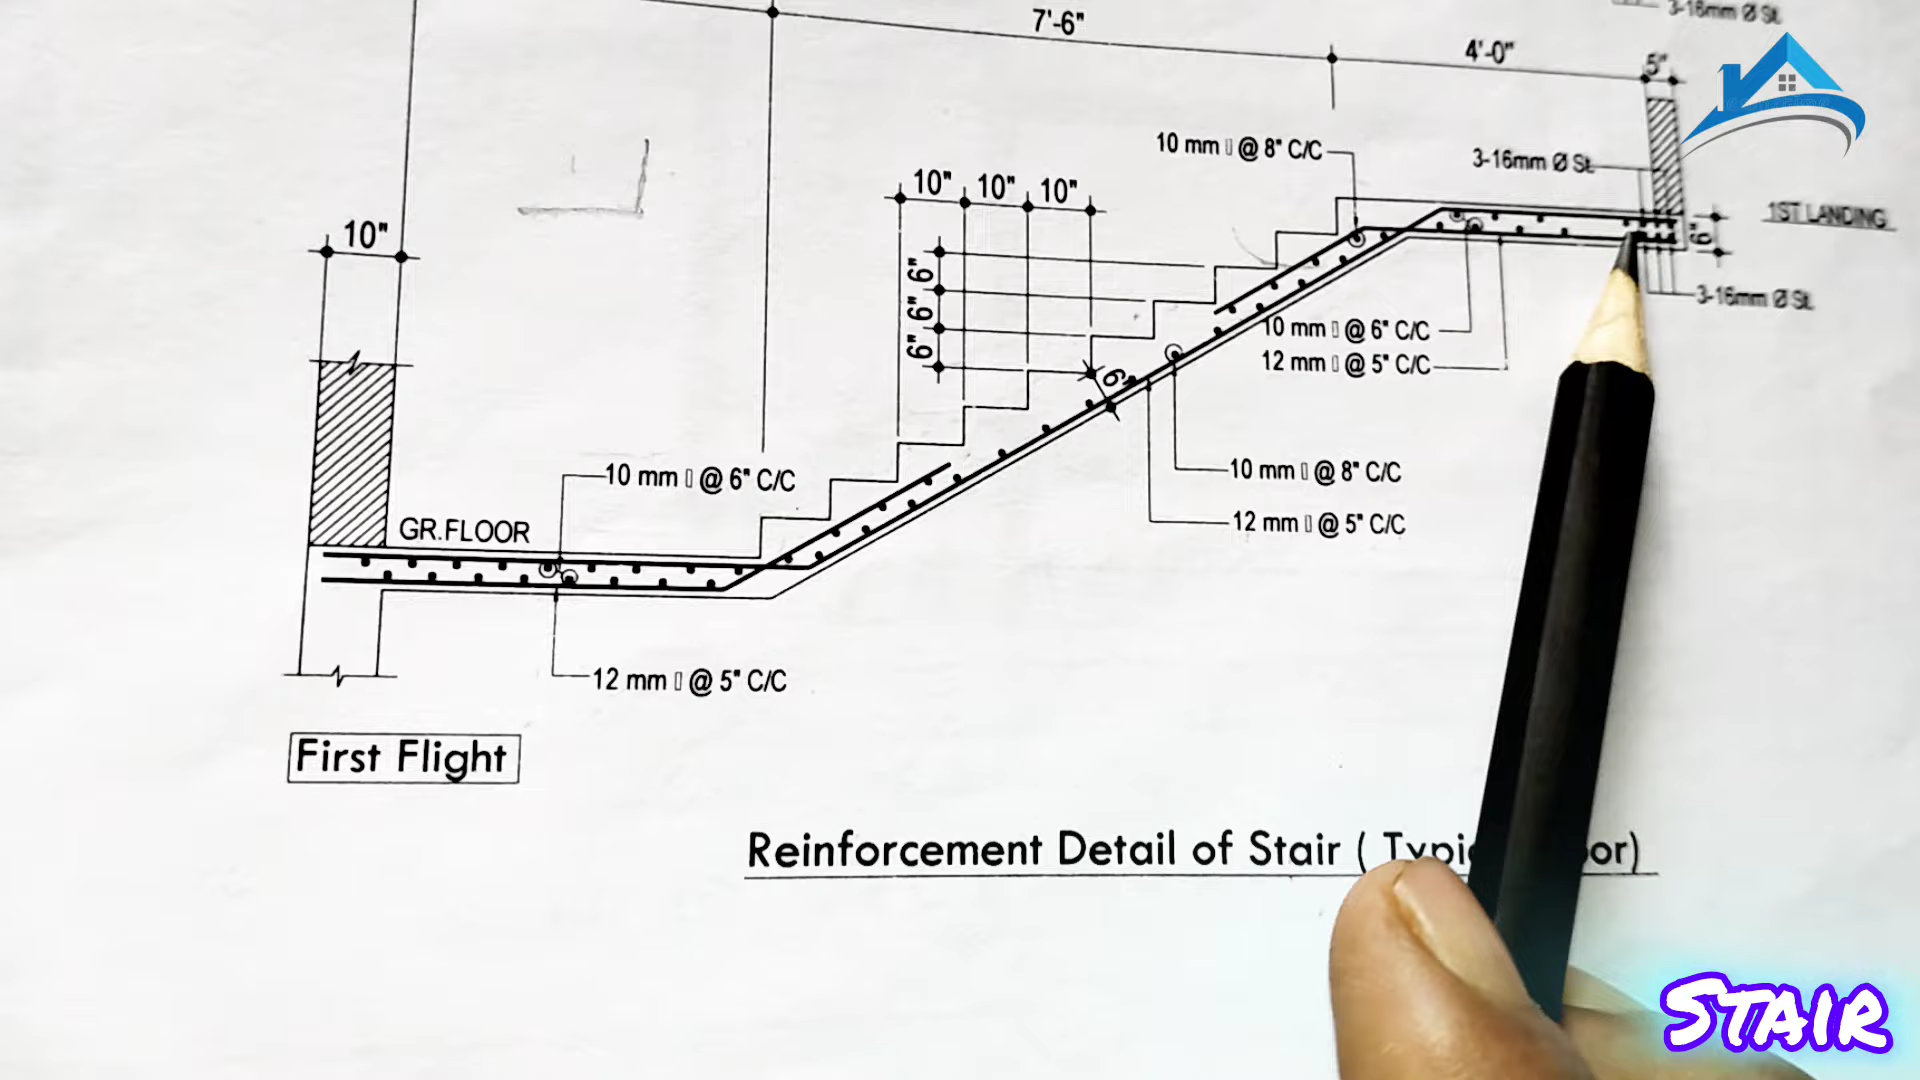 3-16mm Ø St.
7'-6"
4'-0"
5"
10 mm ▯ @ 8" C/C
3-16mm Ø St.
10" 10" 10"
1ST LANDING
10"
6"
6"
6"
6"
6"
3-16mm Ø St.
10 mm ▯ @ 6" C/C
12 mm ▯ @ 5" C/C
10 mm ▯ @ 6" C/C
10 mm ▯ @ 8" C/C
12 mm ▯ @ 5" C/C
GR.FLOOR
12 mm ▯ @ 5" C/C
First Flight
Reinforcement Detail of Stair (
STAIR